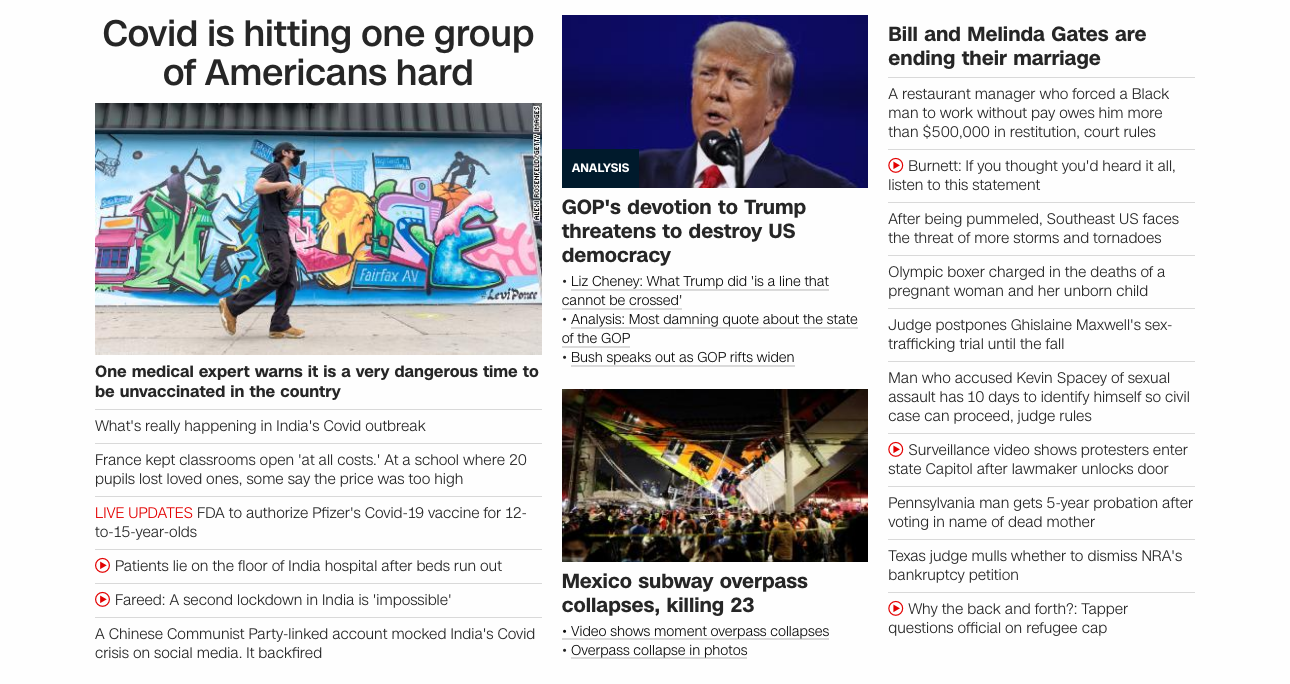 Covid is hitting one group
of Americans hard
ALEXI ROSENFELD/GETTY IMAGES
Fairfax AV
#LeviPonce
One medical expert warns it is a very dangerous time to
be unvaccinated in the country
What's really happening in India's Covid outbreak
France kept classrooms open 'at all costs.' At a school where 20
pupils lost loved ones, some say the price was too high
LIVE UPDATES FDA to authorize Pfizer's Covid-19 vaccine for 12-
to-15-year-olds
Patients lie on the floor of India hospital after beds run out
Fareed: A second lockdown in India is 'impossible'
A Chinese Communist Party-linked account mocked India's Covid
crisis on social media. It backfired
ANALYSIS
GOP's devotion to Trump
threatens to destroy US
democracy
• Liz Cheney: What Trump did 'is a line that
cannot be crossed'
• Analysis: Most damning quote about the state
of the GOP
• Bush speaks out as GOP rifts widen
Mexico subway overpass
collapses, killing 23
• Video shows moment overpass collapses
• Overpass collapse in photos
Bill and Melinda Gates are
ending their marriage
A restaurant manager who forced a Black
man to work without pay owes him more
than $500,000 in restitution, court rules
Burnett: If you thought you'd heard it all,
listen to this statement
After being pummeled, Southeast US faces
the threat of more storms and tornadoes
Olympic boxer charged in the deaths of a
pregnant woman and her unborn child
Judge postpones Ghislaine Maxwell's sex-
trafficking trial until the fall
Man who accused Kevin Spacey of sexual
assault has 10 days to identify himself so civil
case can proceed, judge rules
Surveillance video shows protesters enter
state Capitol after lawmaker unlocks door
Pennsylvania man gets 5-year probation after
voting in name of dead mother
Texas judge mulls whether to dismiss NRA's
bankruptcy petition
Why the back and forth?: Tapper
questions official on refugee cap